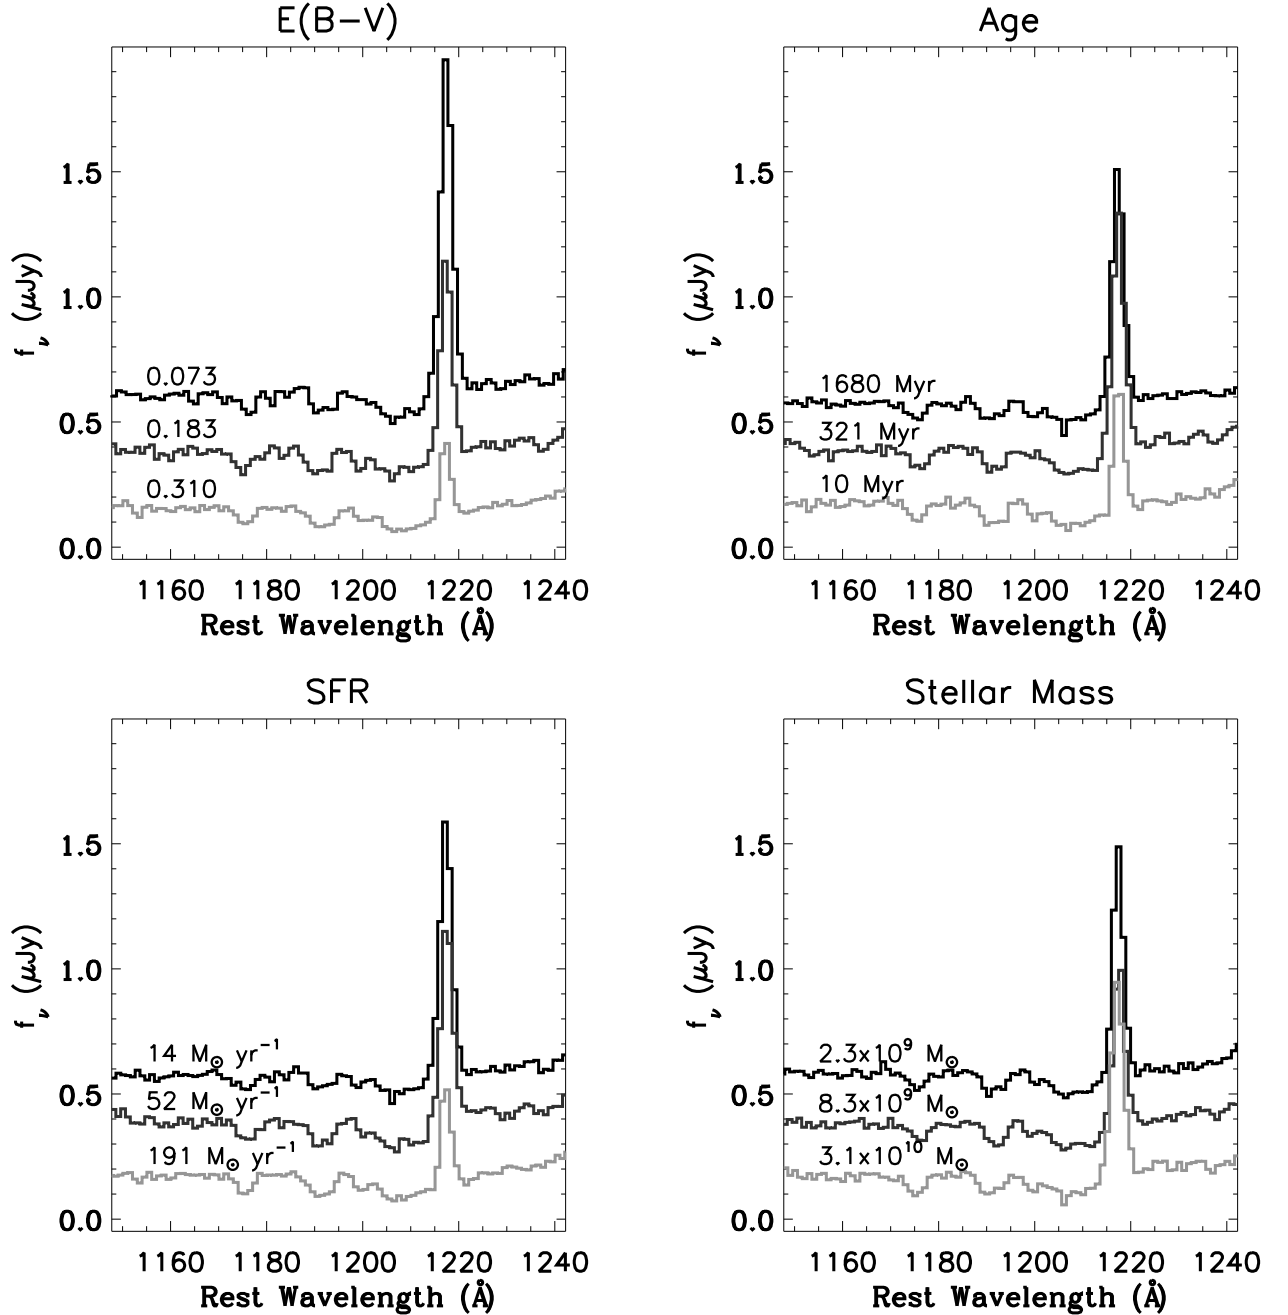 E(B−V)
1.5
1.0
0.5
0.0
f_ν (μJy)
0.073
0.183
0.310
1160 1180 1200 1220 1240
Rest Wavelength (Å)
Age
1.5
1.0
0.5
0.0
f_ν (μJy)
1680 Myr
321 Myr
10 Myr
1160 1180 1200 1220 1240
Rest Wavelength (Å)
SFR
1.5
1.0
0.5
0.0
f_ν (μJy)
14 M⊙ yr⁻¹
52 M⊙ yr⁻¹
191 M⊙ yr⁻¹
1160 1180 1200 1220 1240
Rest Wavelength (Å)
Stellar Mass
1.5
1.0
0.5
0.0
f_ν (μJy)
2.3x10⁹ M⊙
8.3x10⁹ M⊙
3.1x10¹⁰ M⊙
1160 1180 1200 1220 1240
Rest Wavelength (Å)